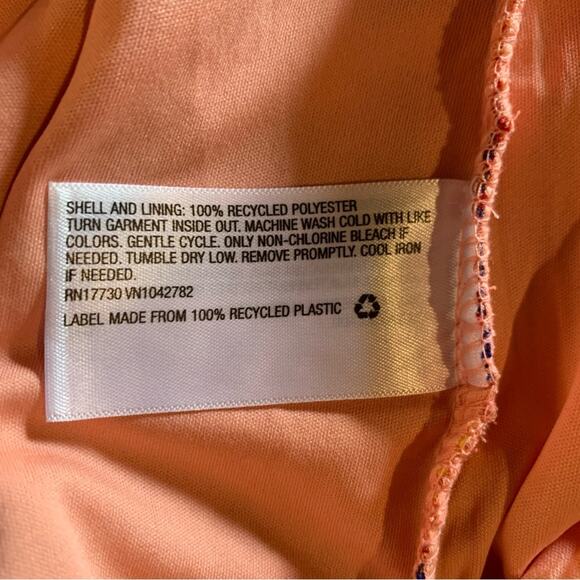 SHELL AND LINING: 100% RECYCLED POLYESTER
TURN GARMENT INSIDE OUT. MACHINE WASH COLD WITH LIKE
COLORS. GENTLE CYCLE. ONLY NON-CHLORINE BLEACH IF
NEEDED. TUMBLE DRY LOW. REMOVE PROMPTLY. COOL IRON
IF NEEDED.
RN17730 VN1042782
LABEL MADE FROM 100% RECYCLED PLASTIC